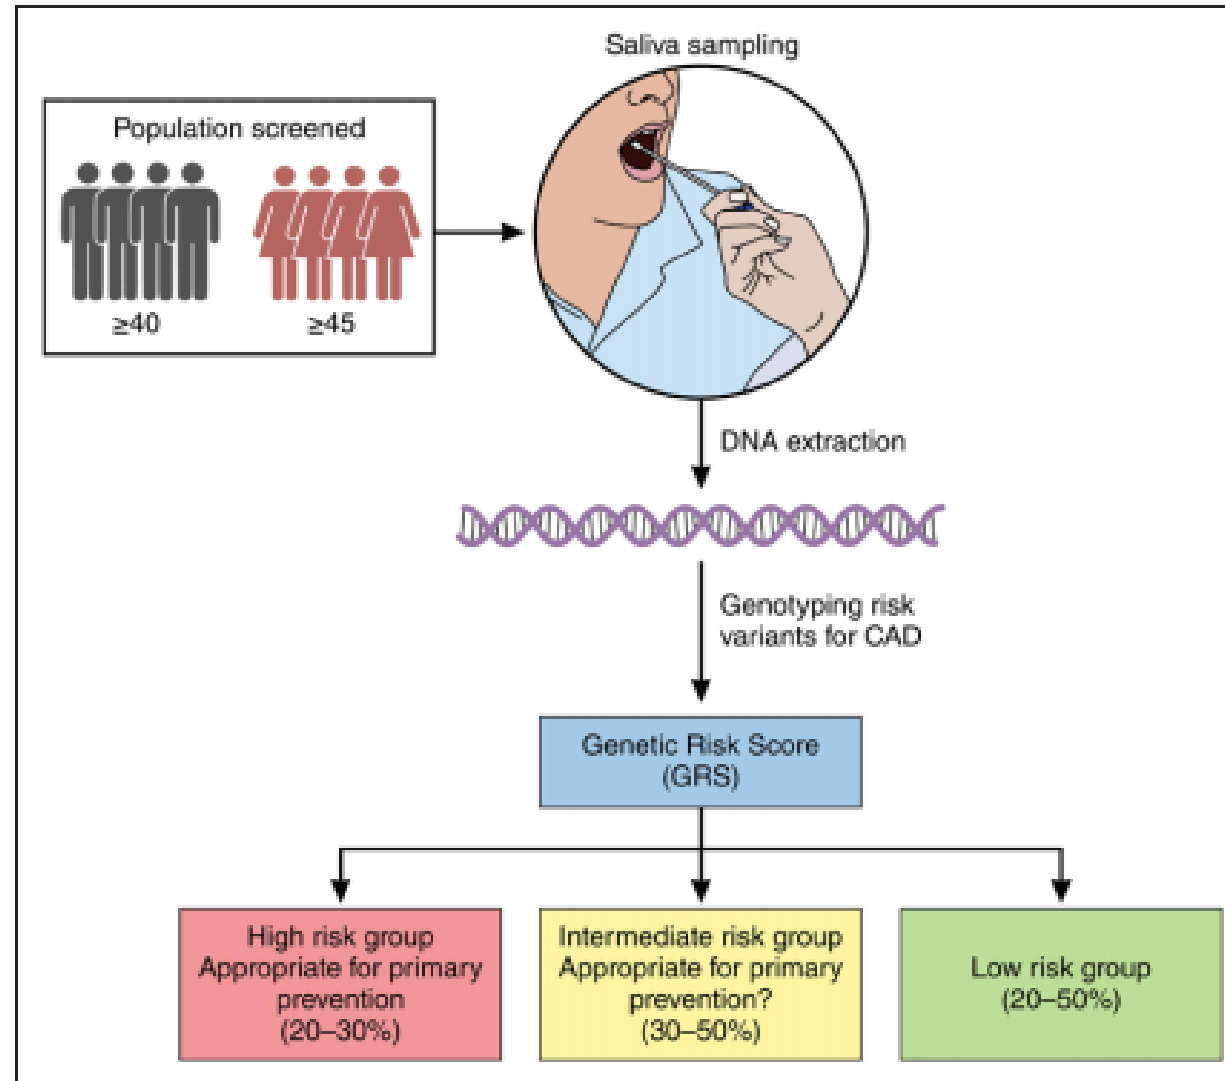 Saliva sampling
Population screened
≥40
≥45
DNA extraction
Genotyping risk
variants for CAD
Genetic Risk Score
(GRS)
High risk group
Appropriate for primary
prevention
(20–30%)
Intermediate risk group
Appropriate for primary
prevention?
(30–50%)
Low risk group
(20–50%)